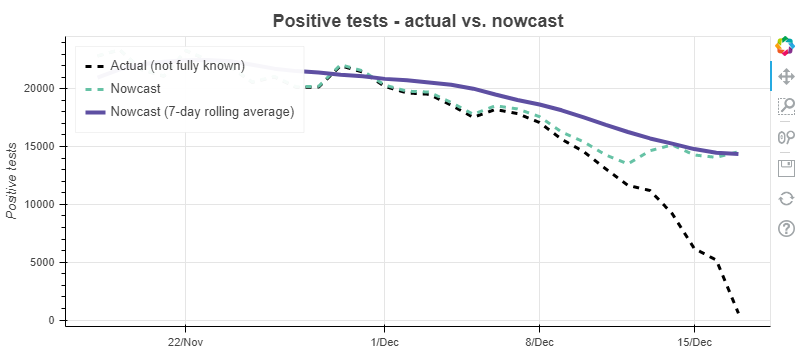 Positive tests - actual vs. nowcast
Actual (not fully known)
Nowcast
Nowcast (7-day rolling average)
Positive tests
20000
15000
10000
5000
0
22/Nov
1/Dec
8/Dec
15/Dec